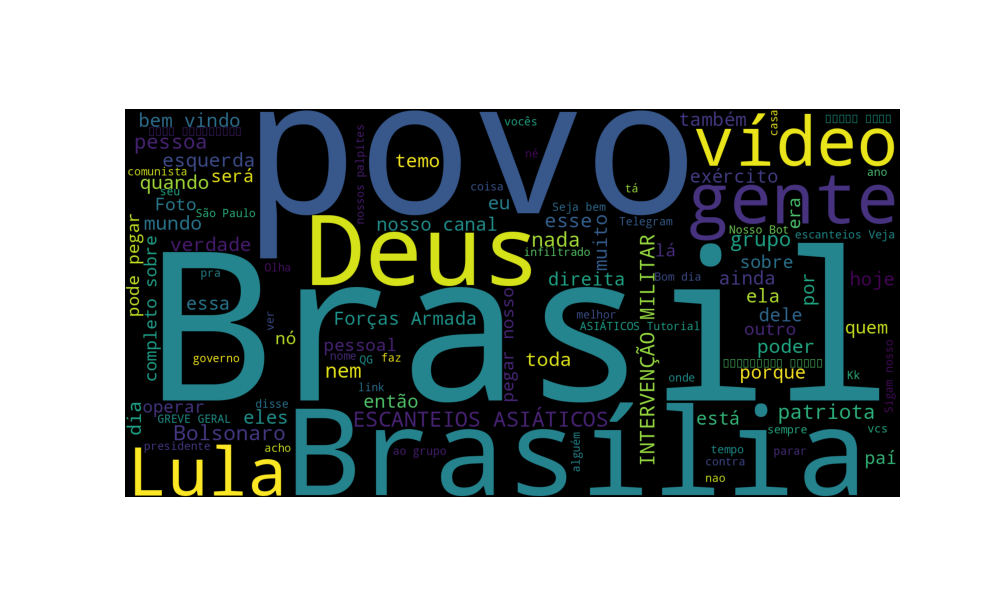 bem vindo
povo
vocês
também
casa
vídeo
pessoa
esquerda
comunista
quando
seu
será
Foto
São Paulo
mundo
verdade
nossos palpites
temo
né
coisa
tá
eu
nosso canal
Deus
Seja bem
esse
nada
infiltrado
muito
Telegram
exército
gente
ano
era
Nosso Bot
grupo
escanteios Veja
lá
sobre
direita
INTERVENÇÃO MILITAR
Bom dia
ainda
ela
por
hoje
pode pegar
completo sobre
pra
Olha
essa
Brasil
ver
Forças Armada
pegar nosso
melhor
ASIÁTICOS Tutorial
dele
outro
quem
governo
nó
pessoal
nome
QG
faz
nem
toda
onde
poder
porque
Kk
Sigam nosso
link
então
dia
operar
disse
GREVE GERAL
eles
ESCANTEIOS ASIÁTICOS
está
patriota
sempre
vcs
Bolsonaro
presidente
acho
Brasília
ao grupo
alguém
tempo
contra
parar
país
Lula
nao